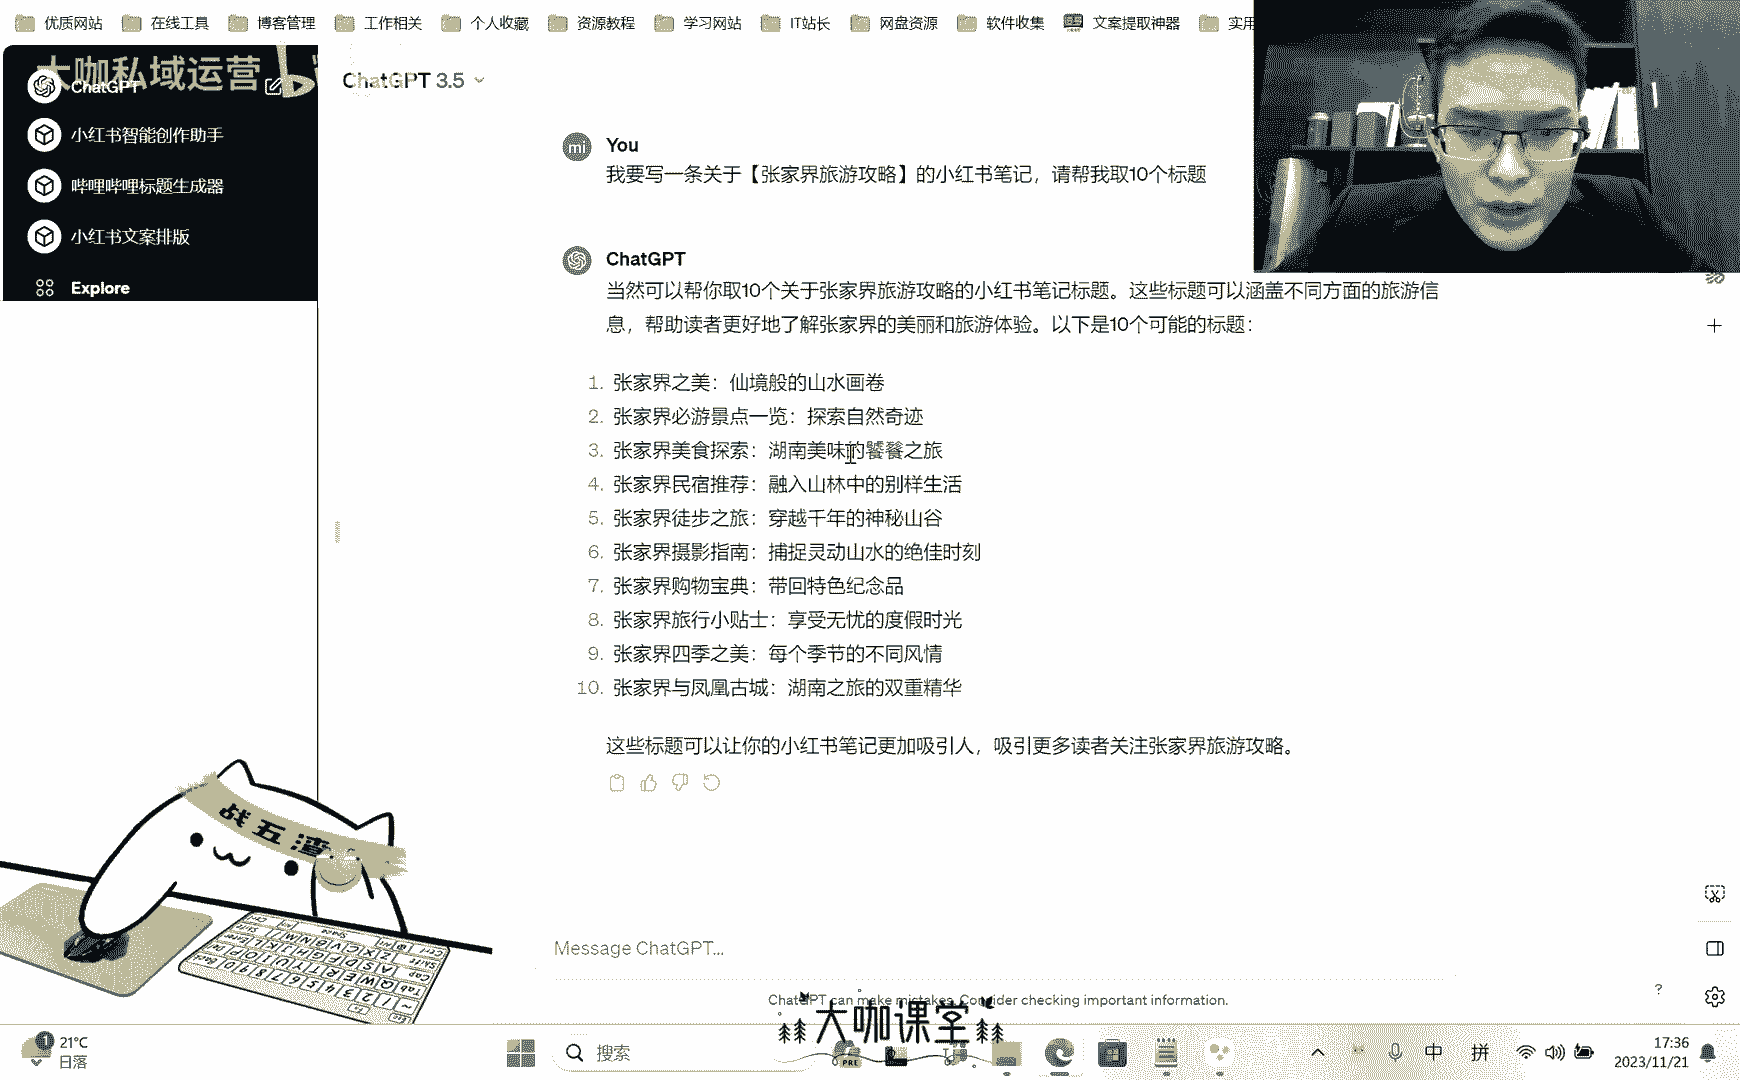 优质网站 在线工具 博客管理 工作相关 个人收藏 资源教程 学习网站 IT站长 网盘资源 软件收集 文案提取神器 实用
大咖私域运营
ChatGPT
小红书智能创作助手
哔哩哔哩标题生成器
小红书文案排版
Explore
ChatGPT 3.5
mi
You
我要写一条关于【张家界旅游攻略】的小红书笔记，请帮我取10个标题
ChatGPT
当然可以帮你取10个关于张家界旅游攻略的小红书笔记标题。这些标题可以涵盖不同方面的旅游信
息，帮助读者更好地了解张家界的美丽和旅游体验。以下是10个可能的标题：
1. 张家界之美：仙境般的山水画卷
2. 张家界必游景点一览：探索自然奇迹
3. 张家界美食探索：湖南美味的饕餮之旅
4. 张家界民宿推荐：融入山林中的别样生活
5. 张家界徒步之旅：穿越千年的神秘山谷
6. 张家界摄影指南：捕捉灵动山水的绝佳时刻
7. 张家界购物宝典：带回特色纪念品
8. 张家界旅行小贴士：享受无忧的度假时光
9. 张家界四季之美：每个季节的不同风情
10. 张家界与凤凰古城：湖南之旅的双重精华
这些标题可以让你的小红书笔记更加吸引人，吸引更多读者关注张家界旅游攻略。
战五渣
Message ChatGPT...
ChatGPT can make mistakes. Consider checking important information.
?
大咖课堂
1
21°C
日落
搜索
PRE
中
拼
17:36
2023/11/21